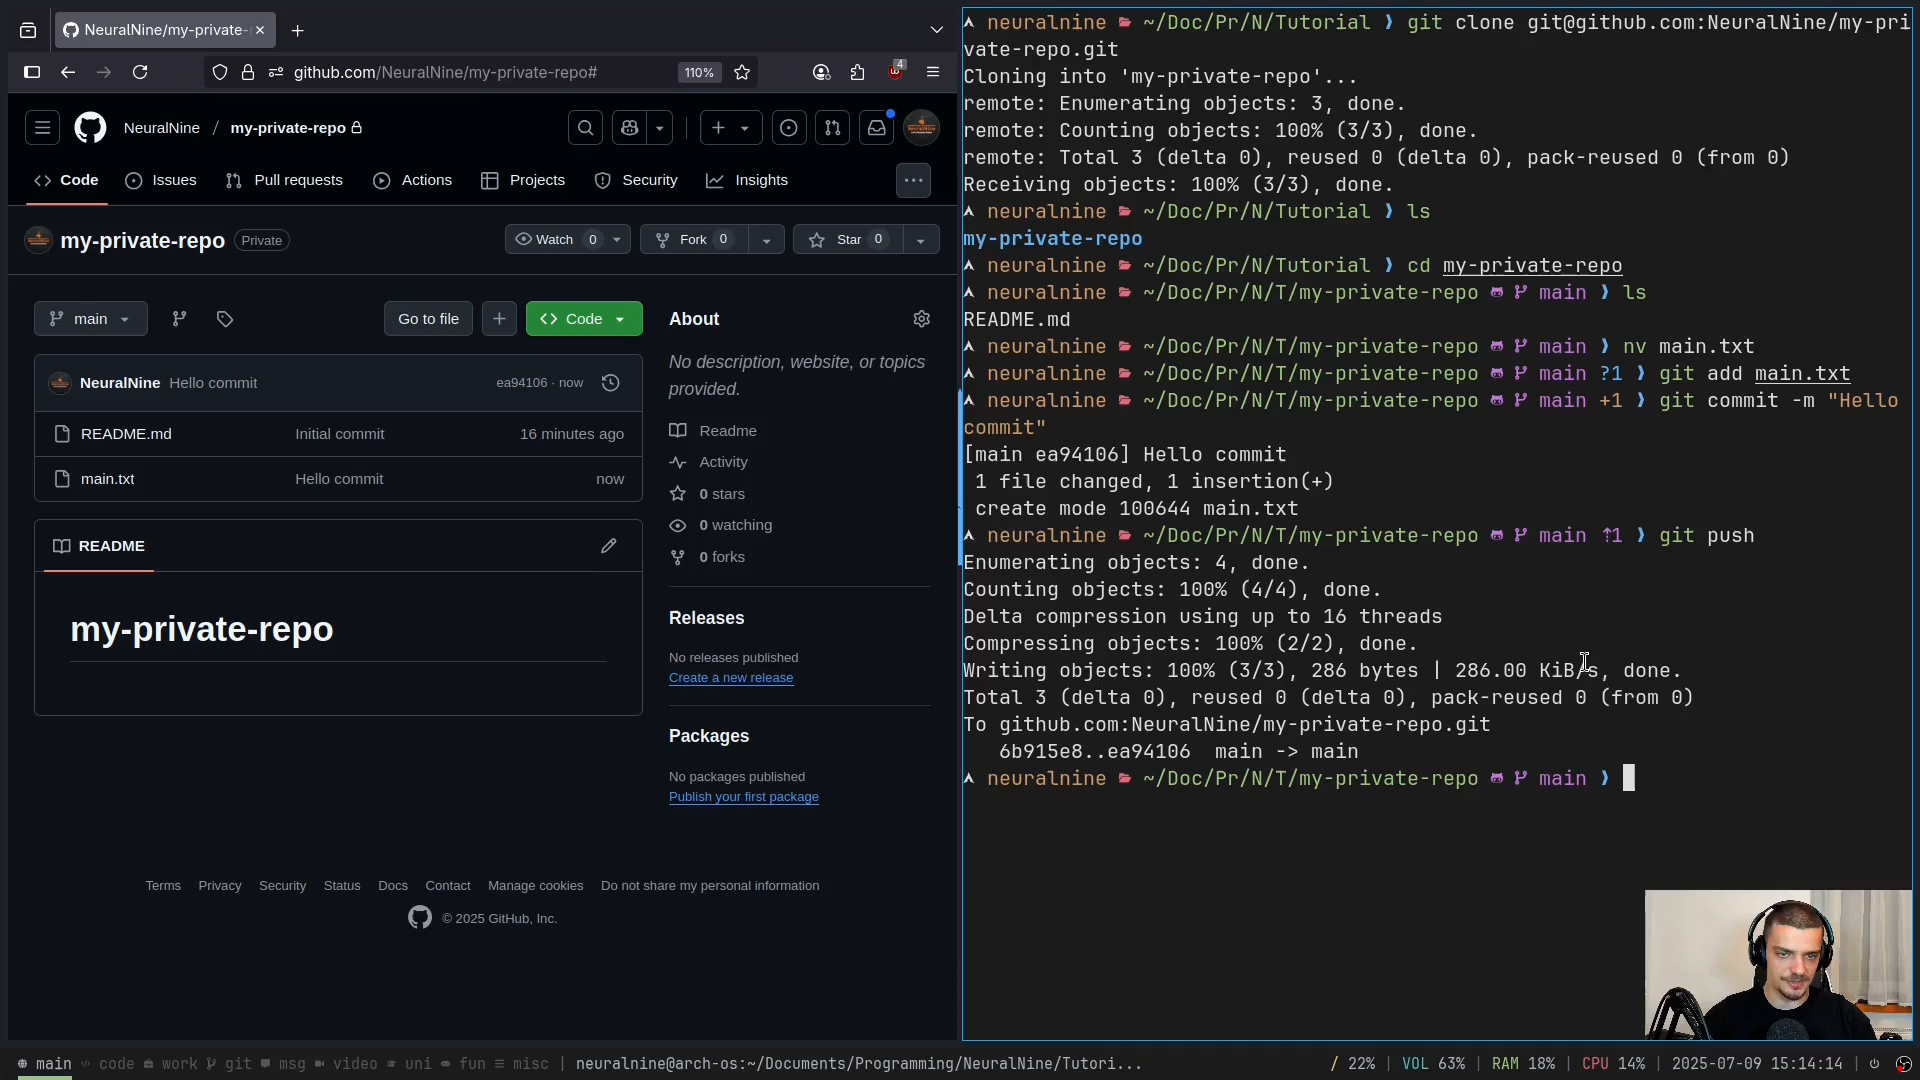 NeuralNine/my-private-
github.com/NeuralNine/my-private-repo#
110%
4
NeuralNine / my-private-repo
Code
Issues
Pull requests
Actions
Projects
Security
Insights
my-private-repo Private
Watch 0
Fork 0
Star 0
main
Go to file
Code
NeuralNine Hello commit
ea94106 · now
README.md Initial commit 16 minutes ago
main.txt Hello commit now
README
my-private-repo
About
No description, website, or topics
provided.
Readme
Activity
0 stars
0 watching
0 forks
Releases
No releases published
Create a new release
Packages
No packages published
Publish your first package
Terms Privacy Security Status Docs Contact Manage cookies Do not share my personal information
© 2025 GitHub, Inc.
neuralnine ~/Doc/Pr/N/Tutorial ❯ git clone git@github.com:NeuralNine/my-pri
vate-repo.git
Cloning into 'my-private-repo'...
remote: Enumerating objects: 3, done.
remote: Counting objects: 100% (3/3), done.
remote: Total 3 (delta 0), reused 0 (delta 0), pack-reused 0 (from 0)
Receiving objects: 100% (3/3), done.
neuralnine ~/Doc/Pr/N/Tutorial ❯ ls
my-private-repo
neuralnine ~/Doc/Pr/N/Tutorial ❯ cd my-private-repo
neuralnine ~/Doc/Pr/N/T/my-private-repo main ❯ ls
README.md
neuralnine ~/Doc/Pr/N/T/my-private-repo main ❯ nv main.txt
neuralnine ~/Doc/Pr/N/T/my-private-repo main ?1 ❯ git add main.txt
neuralnine ~/Doc/Pr/N/T/my-private-repo main +1 ❯ git commit -m "Hello
commit"
[main ea94106] Hello commit
1 file changed, 1 insertion(+)
create mode 100644 main.txt
neuralnine ~/Doc/Pr/N/T/my-private-repo main ⇡1 ❯ git push
Enumerating objects: 4, done.
Counting objects: 100% (4/4), done.
Delta compression using up to 16 threads
Compressing objects: 100% (2/2), done.
Writing objects: 100% (3/3), 286 bytes | 286.00 KiB/s, done.
Total 3 (delta 0), reused 0 (delta 0), pack-reused 0 (from 0)
To github.com:NeuralNine/my-private-repo.git
6b915e8..ea94106  main -> main
neuralnine ~/Doc/Pr/N/T/my-private-repo main ❯
main code work git msg video uni fun misc | neuralnine@arch-os:~/Documents/Programming/NeuralNine/Tutori...
/ 22% | VOL 63% | RAM 18% | CPU 14% | 2025-07-09 15:14:14 |